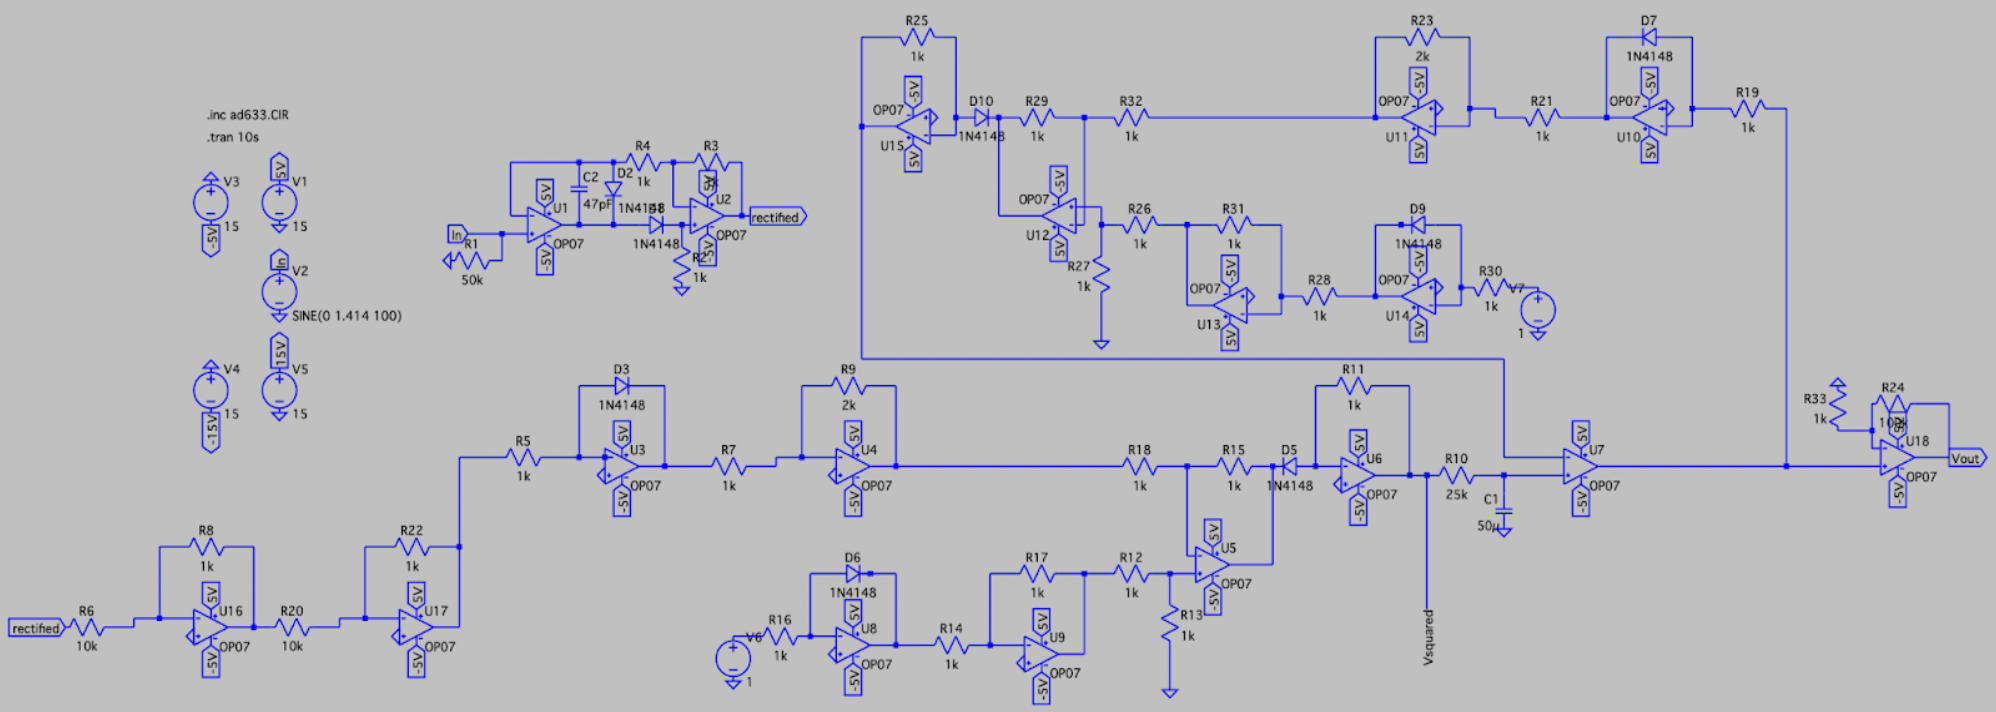 .inc ad633.CIR
.tran 10s
V3
15
-5V
V1
5V
15
V2
In
SINE(0 1.414 100)
V4
15
-15V
V5
15V
15
In
R1
50k
U1
5V
-5V
OP07
C2
47pF
D2
1N4148
1N4148
R4
1k
R3
R2
1k
U2
5V
-5V
OP07
rectified
R25
1k
OP07
-5V
U15
5V
D10
1N4148
R29
1k
R32
1k
OP07
-5V
U12
5V
R26
1k
R27
1k
R31
1k
OP07
-5V
U13
5V
R28
1k
D9
1N4148
OP07
-5V
U14
5V
R30
1k
V7
1
R23
2k
OP07
-5V
U11
5V
R21
1k
D7
1N4148
OP07
-5V
U10
5V
R19
1k
rectified
R6
10k
R8
1k
5V
U16
OP07
-5V
R20
10k
R22
1k
5V
U17
OP07
-5V
R5
1k
D3
1N4148
5V
U3
OP07
-5V
R7
1k
R9
2k
5V
U4
OP07
-5V
V6
1
R16
1k
D6
1N4148
5V
U8
OP07
-5V
R14
1k
R17
1k
5V
U9
OP07
-5V
R12
1k
R13
1k
R18
1k
R15
1k
5V
U5
OP07
-5V
D5
1N4148
R11
1k
5V
U6
OP07
-5V
Vsquared
R10
25k
C1
50µ
5V
U7
OP07
-5V
R33
1k
R24
U18
OP07
-5V
Vout